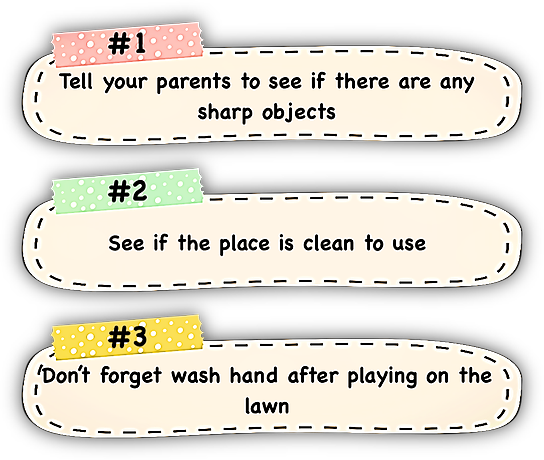 #1
Tell your parents to see if there are any
sharp objects
#2
See if the place is clean to use
#3
Don't forget wash hand after playing on the
lawn